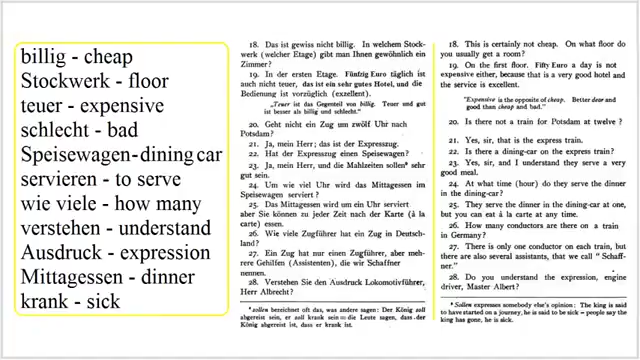 billig - cheap
Stockwerk - floor
teuer - expensive
schlecht - bad
Speisewagen-dining car
servieren - to serve
wie viele - how many
verstehen - understand
Ausdruck - expression
Mittagessen - dinner
krank - sick
18. Das ist gewiss nicht billig. In welchem Stock-
werk (welcher Etage) gibt man Ihnen gewöhnlich ein
Zimmer?
19. In der ersten Etage. Fünfzig Euro täglich ist
auch nicht teuer, das ist ein sehr gutes Hotel, und die
Bedienung ist vorzüglich (exzellent).
„Teuer ist das Gegenteil von billig. Teuer und gut
ist besser als billig und schlecht.“
20. Geht nicht ein Zug um zwölf Uhr nach
Potsdam?
21. Ja, mein Herr; das ist der Expresszug.
22. Hat der Expresszug einen Speisewagen?
23. Ja, mein Herr, und die Mahlzeiten sollen* sehr
gut sein.
24. Um wie viel Uhr wird das Mittagessen im
Speisewagen serviert?
25. Das Mittagessen wird um ein Uhr serviert
aber Sie können zu jeder Zeit nach der Karte (à la
carte) essen.
26. Wie viele Zugführer hat ein Zug in Deutsch-
land?
27. Ein Zug hat nur einen Zugführer, aber meh-
rere Gehilfen (Assistenten), die wir Schaffner
nennen.
28. Verstehen Sie den Ausdruck Lokomotivführer,
Herr Albrecht?
* sollen bezeichnet oft das, was andere sagen: Der König soll
abgereist sein, er soll krank sein = die Leute sagen, dass der
König abgereist ist, dass er krank ist.
18. This is certainly not cheap. On what floor do
you usually get a room?
19. On the first floor. Fifty Euro a day is not
expensive either, because that is a very good hotel and
the service is excellent.
"Expensive is the opposite of cheap. Better dear and
good than cheap and bad."
20. Is there not a train for Potsdam at twelve ?
21. Yes, sir, that is the express train.
22. Is there a dining-car on the express train?
23. Yes, sir, and I understand they serve a very
good meal.
24. At what time (hour) do they serve the dinner
in the dining-car?
25. They serve the dinner in the dining-car at one,
but you can eat à la carte at any time.
26. How many conductors are there on a train
in Germany?
27. There is only one conductor on each train, but
there are also several assistants, that we call " Schaff-
ner."
28. Do you understand the expression, engine
driver, Master Albert?
* Sollen expresses somebody else's opinion: The king is said
to have started on a journey, he is said to be sick – people say the
king has gone, he is sick.